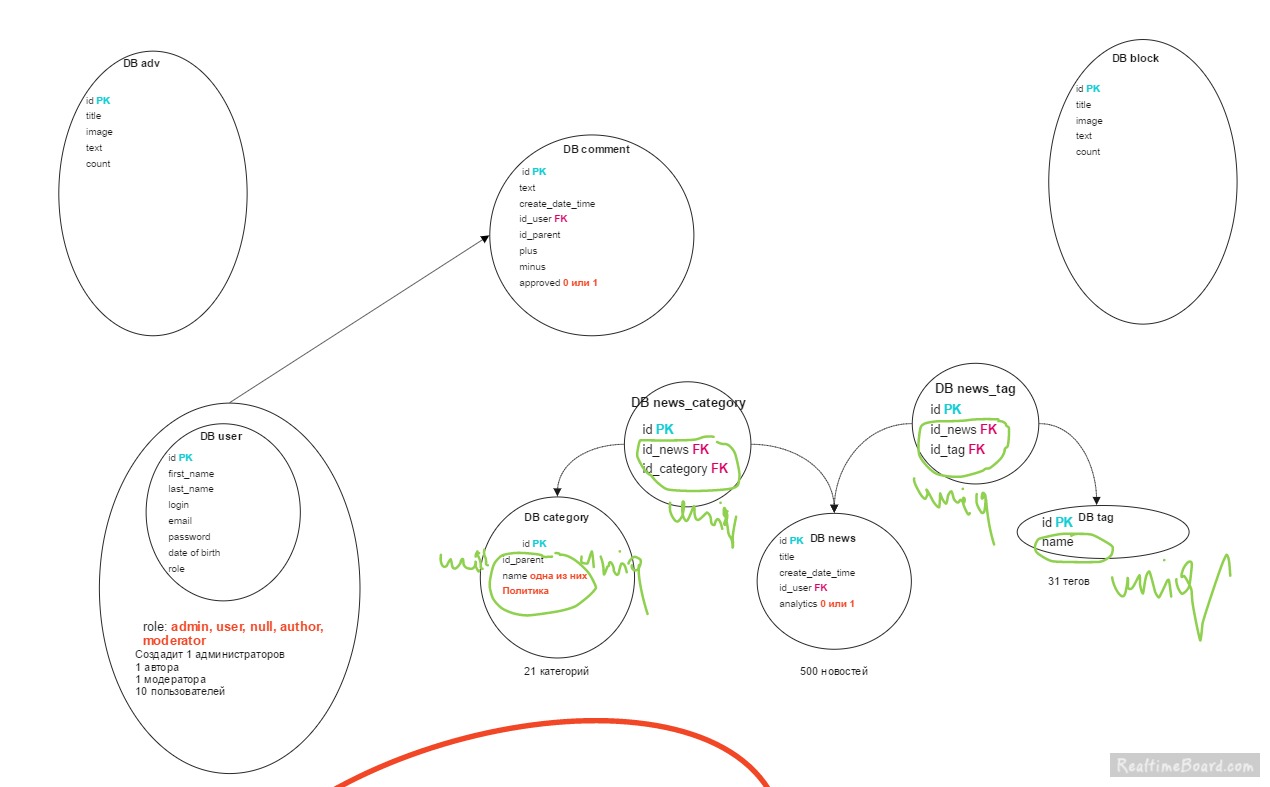 DB adv
id PK
title
image
text
count
DB block
id PK
title
image
text
count
DB comment
id PK
text
create_date_time
id_user FK
id_parent
plus
minus
approved 0 или 1
DB user
id PK
first_name
last_name
login
email
password
date of birth
role
role: admin, user, null, author,
moderator
Создадит 1 администраторов
1 автора
1 модератора
10 пользователей
DB news_category
id PK
id_news FK
id_category FK
uniq
DB news_tag
id PK
id_news FK
id_tag FK
uniq
DB category
id PK
id_parent
name одна из них
Политика
null
uniq
21 категорий
DB news
id PK
title
create_date_time
id_user FK
analytics 0 или 1
500 новостей
DB tag
id PK
name
uniq
31 тегов
RealtimeBoard.com